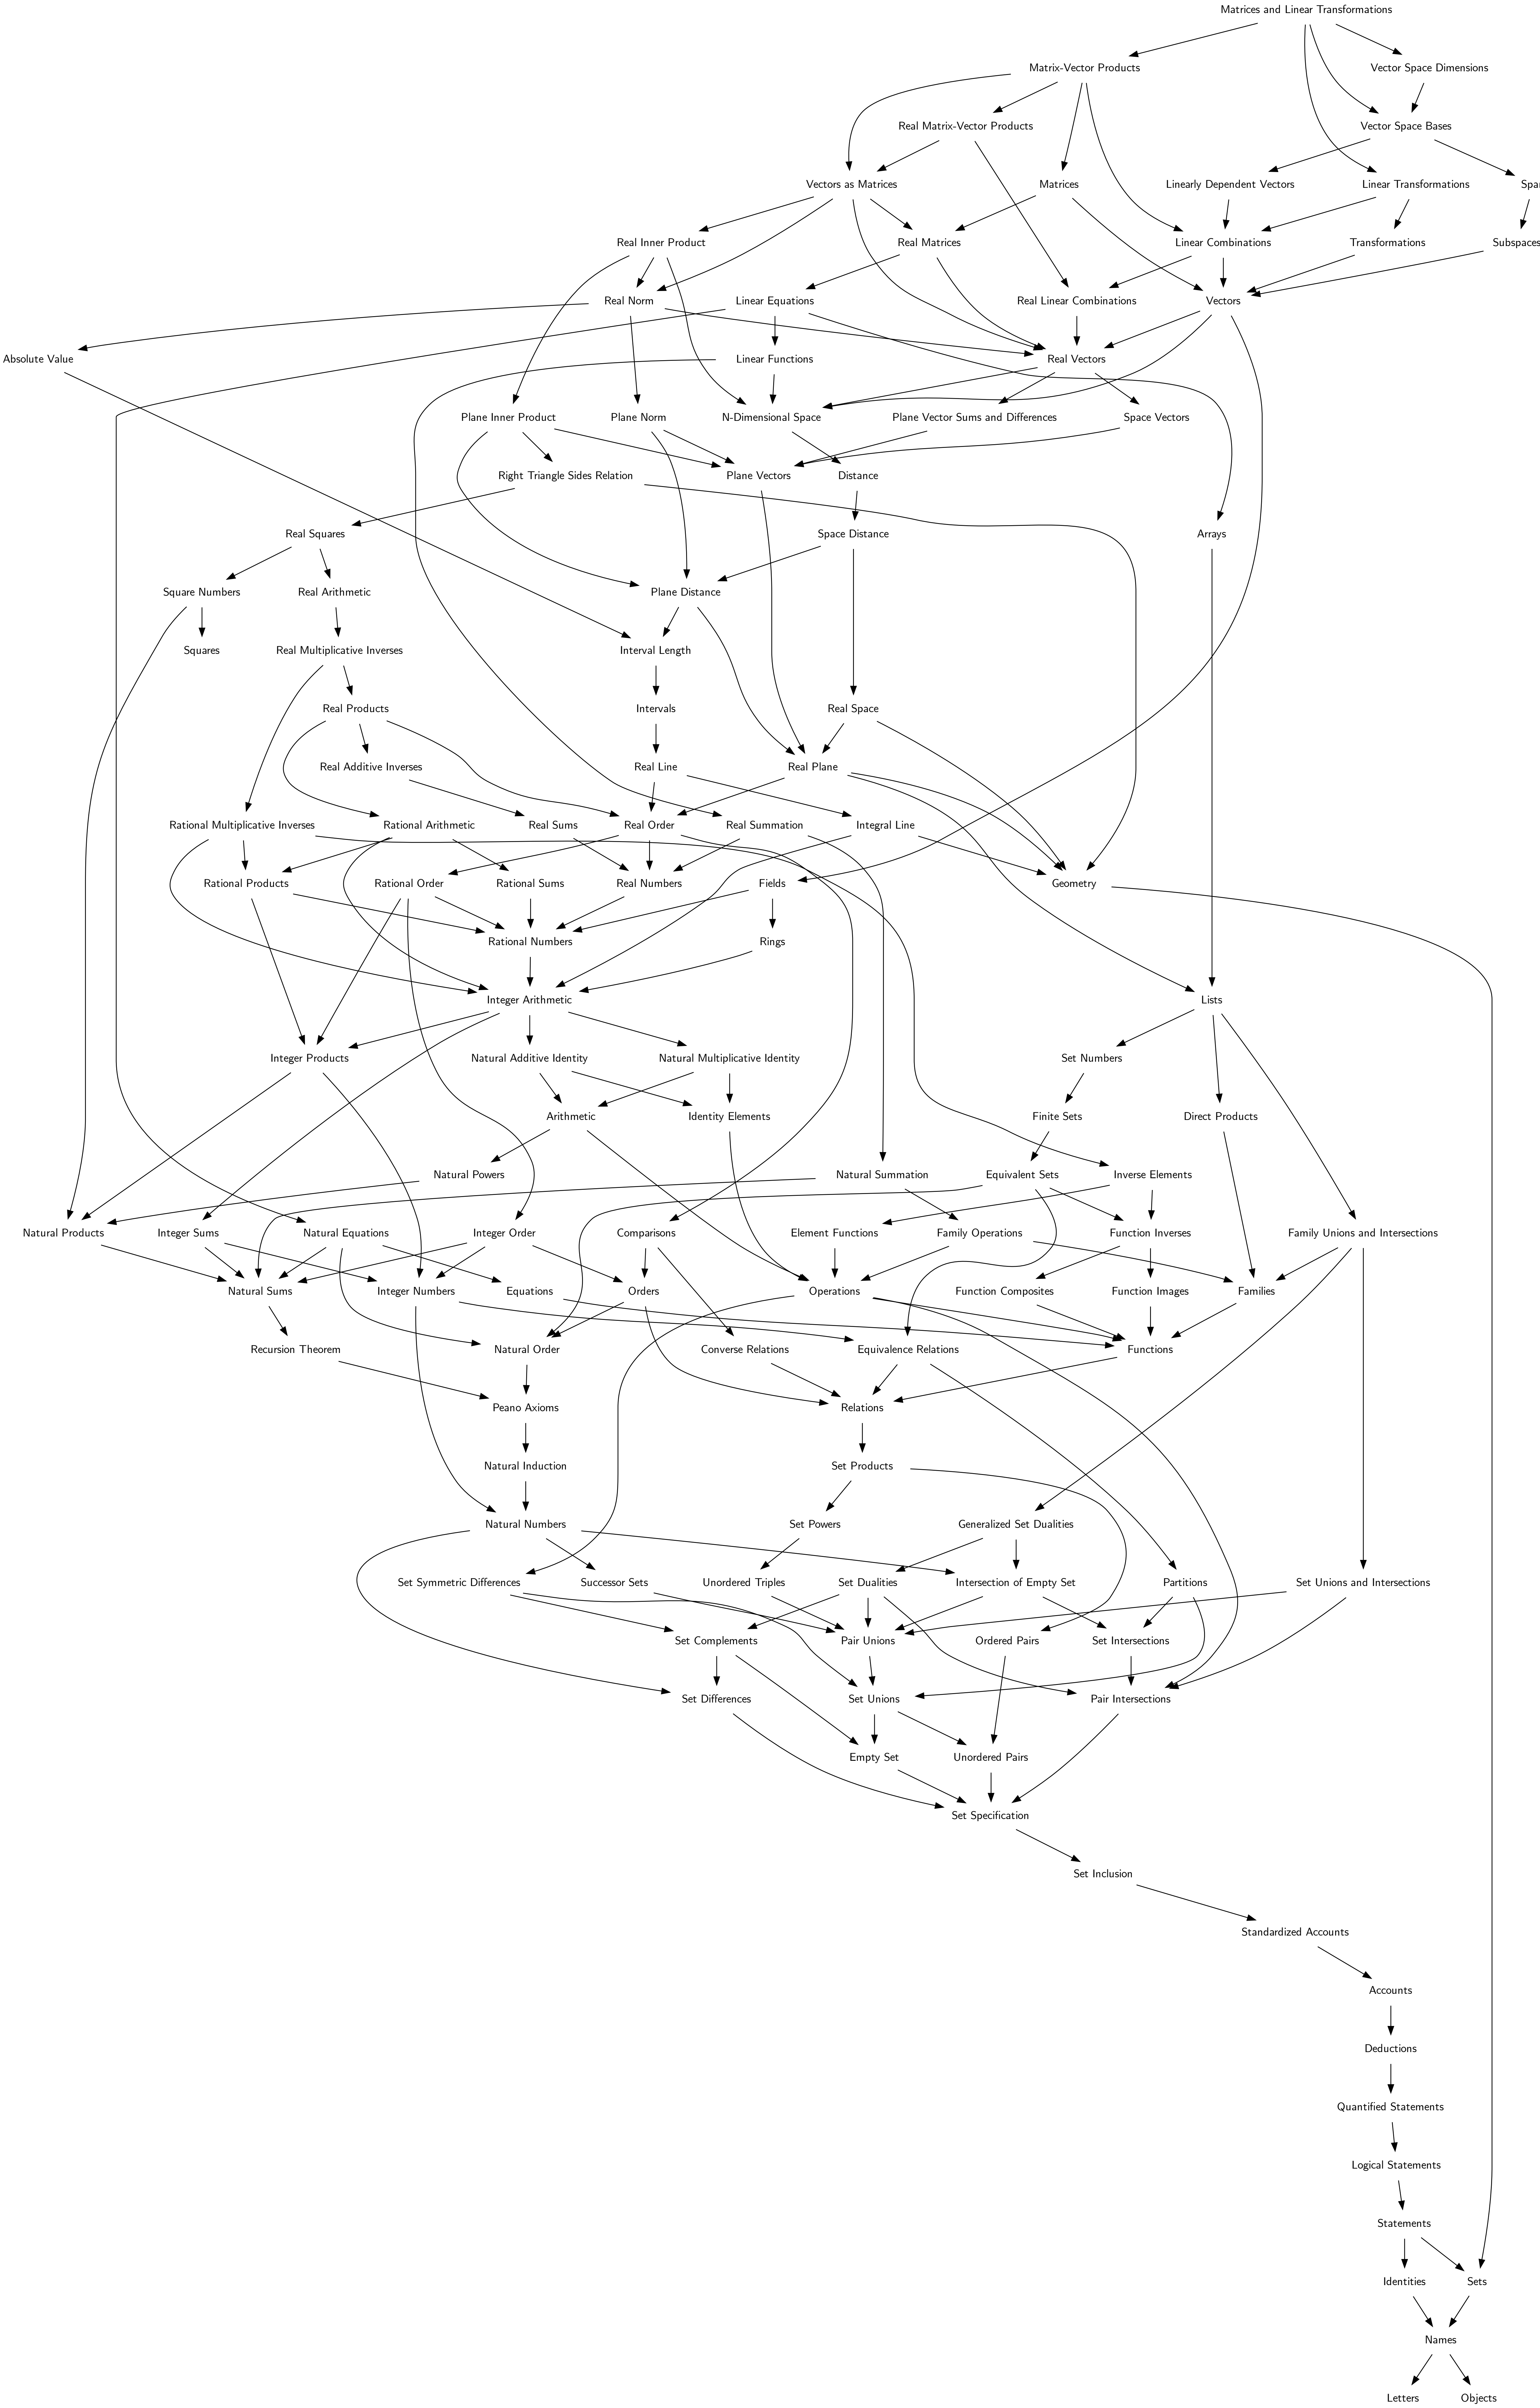 Matrices and Linear Transformations
Matrix-Vector Products
Vector Space Dimensions
Real Matrix-Vector Products
Vector Space Bases
Vectors as Matrices
Matrices
Linearly Dependent Vectors
Linear Transformations
Real Inner Product
Real Matrices
Linear Combinations
Transformations
Subspaces
Real Norm
Linear Equations
Real Linear Combinations
Vectors
Absolute Value
Linear Functions
Real Vectors
Plane Inner Product
Plane Norm
N-Dimensional Space
Plane Vector Sums and Differences
Space Vectors
Right Triangle Sides Relation
Plane Vectors
Distance
Real Squares
Space Distance
Arrays
Square Numbers
Real Arithmetic
Plane Distance
Squares
Real Multiplicative Inverses
Interval Length
Real Products
Intervals
Real Space
Real Additive Inverses
Real Line
Real Plane
Rational Multiplicative Inverses
Rational Arithmetic
Real Sums
Real Order
Real Summation
Integral Line
Rational Products
Rational Order
Rational Sums
Real Numbers
Fields
Geometry
Rational Numbers
Rings
Integer Arithmetic
Lists
Integer Products
Natural Additive Identity
Natural Multiplicative Identity
Set Numbers
Arithmetic
Identity Elements
Finite Sets
Direct Products
Natural Powers
Natural Summation
Equivalent Sets
Inverse Elements
Natural Products
Integer Sums
Natural Equations
Integer Order
Comparisons
Element Functions
Family Operations
Function Inverses
Family Unions and Intersections
Natural Sums
Integer Numbers
Equations
Orders
Operations
Function Composites
Function Images
Families
Recursion Theorem
Natural Order
Converse Relations
Equivalence Relations
Functions
Peano Axioms
Relations
Natural Induction
Set Products
Natural Numbers
Set Powers
Generalized Set Dualities
Set Symmetric Differences
Successor Sets
Unordered Triples
Set Dualities
Intersection of Empty Set
Partitions
Set Unions and Intersections
Set Complements
Pair Unions
Ordered Pairs
Set Intersections
Set Differences
Set Unions
Pair Intersections
Empty Set
Unordered Pairs
Set Specification
Set Inclusion
Standardized Accounts
Accounts
Deductions
Quantified Statements
Logical Statements
Statements
Identities
Sets
Names
Letters
Objects